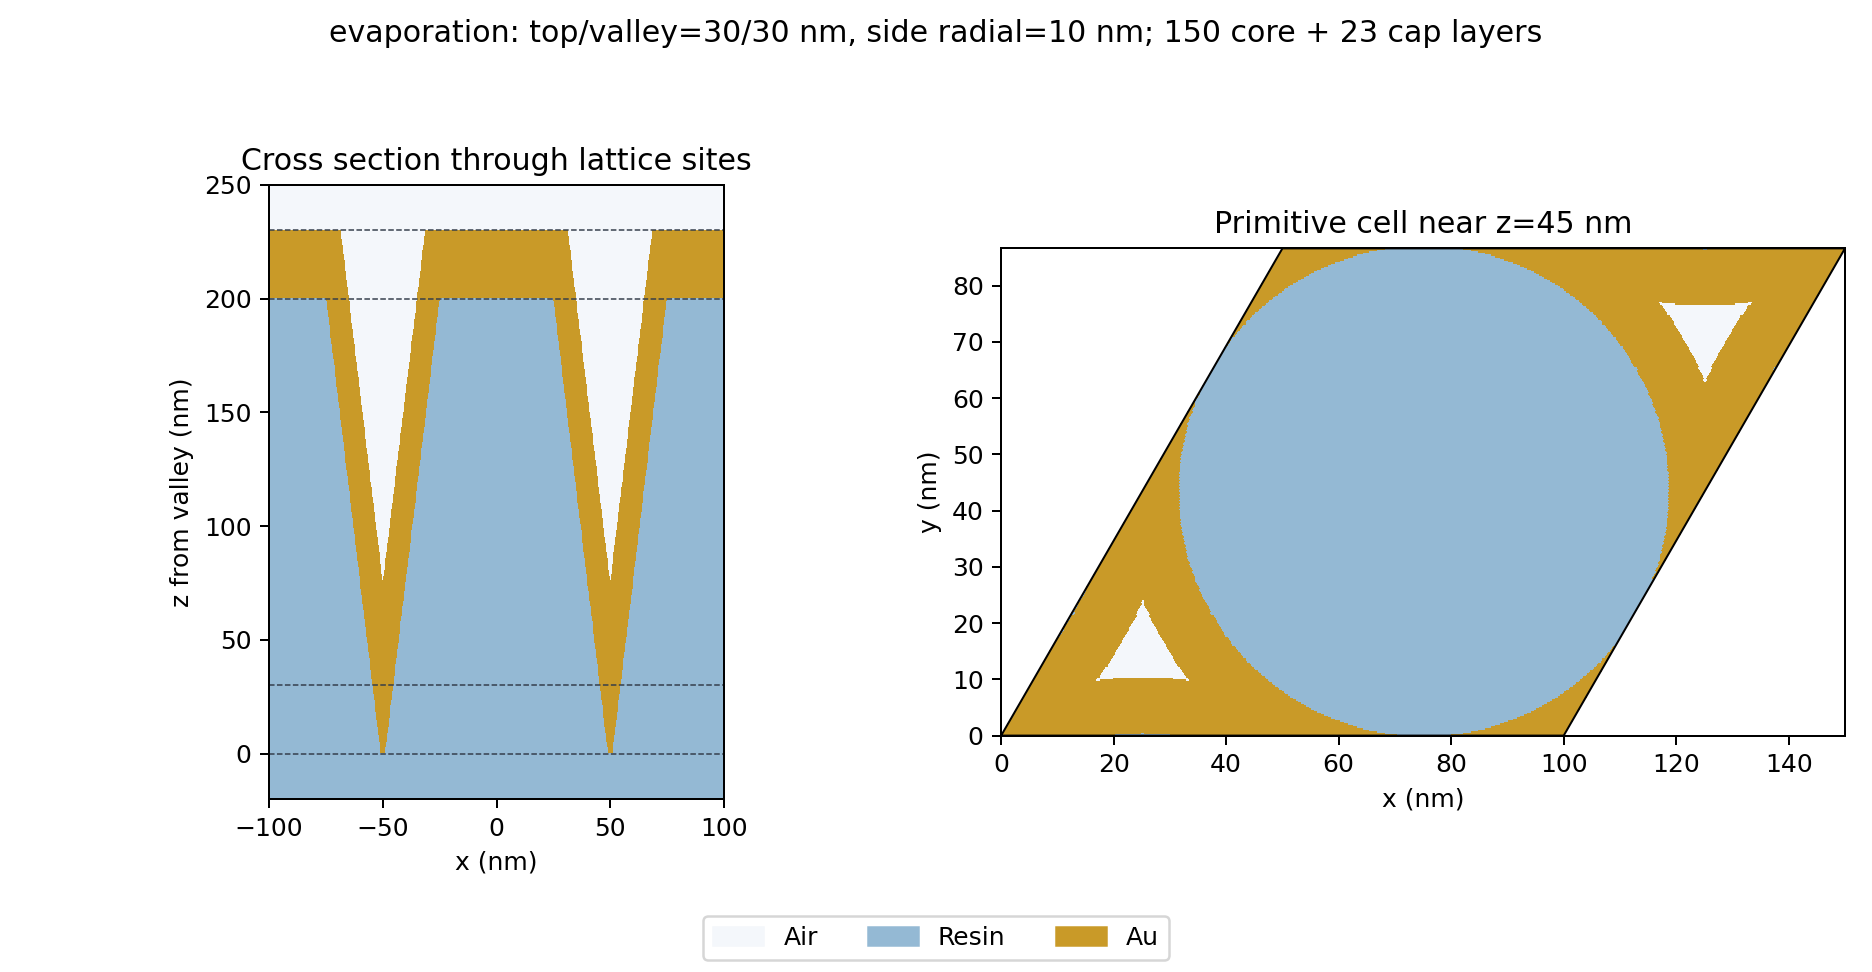 evaporation: top/valley=30/30 nm, side radial=10 nm; 150 core + 23 cap layers
Cross section through lattice sites
250
200
150
100
50
0
z from valley (nm)
−100
−50
0
50
100
x (nm)
Primitive cell near z=45 nm
80
70
60
50
40
30
20
10
0
y (nm)
0
20
40
60
80
100
120
140
x (nm)
Air
Resin
Au